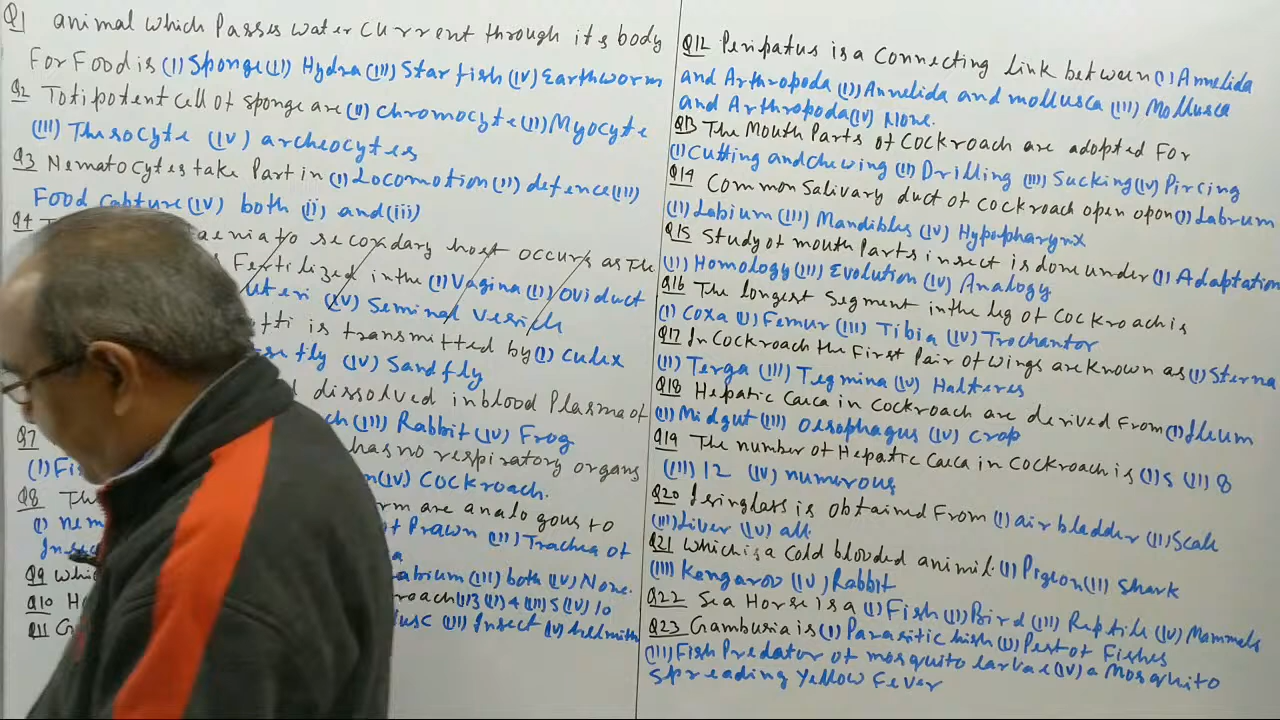 Q1 animal which Passes water current through its body
For Food is (I) Sponge (II) Hydra (III) Star fish (IV) Earthworm
Q2 Totipotent cell of sponge are (I) chromocyte (II) Myocyte
(III) Thesocyte (IV) archeocytes
Q3 Nematocytes take Part in (I) Locomotion (II) defence (III)
Food capture (IV) both (ii) and (iii)
Q4
secondary host occurs as The
Fertilized in the (I) Vagina (II) oviduct
uteri (IV) Seminal vesicle
is transmitted by (I) culex
fly (IV) Sandfly
dissolved in blood Plasma of
(III) Rabbit (IV) Frog
Q7 has no respiratory organs
(I) (IV) Cockroach.
Q8 are analogous to
(I) Prawn (II) Trachea of
Q9 (III) both (IV) None.
Q10 3 (II) 4 (III) 5 (IV) 10
Q11 (III) Insect (IV) helminth
Q12 Peripatus is a connecting link between (I) Annelida
and Arthropoda (II) Annelida and mollusca (III) Mollusca
and Arthropoda (IV) None.
Q13 The Mouth Parts of Cockroach are adopted For
(I) Cutting and chewing (II) Drilling (III) Sucking (IV) Pircing
Q14 Common Salivary duct of cockroach open upon (I) Labrum
(II) Labium (III) Mandibles (IV) Hypopharynx
Q15 Study of mouth Parts insect is done under (I) Adaptation
(II) Homology (III) Evolution (IV) Analogy
Q16 The longest Segment in the leg of Cockroach is
(I) Coxa (II) Femur (III) Tibia (IV) Trochantor
Q17 In Cockroach the First Pair of wings are Known as (I) Sterna
(II) Terga (III) Tegmina (IV) Halteres
Q18 Hepatic Caeca in Cockroach are derived From (I) Ileum
(II) Midgut (III) Oesophagus (IV) Crop
Q19 The number of Hepatic Caeca in Cockroach is (I) 5 (II) 8
(III) 12 (IV) numerous
Q20 Isinglass is obtained From (I) air bladder (II) Scale
(III) Liver (IV) all
Q21 which is a cold blooded animil. (I) Pigeon (II) Shark
(III) Kangaroo (IV) Rabbit
Q22 Sea Horse is a (I) Fish (II) Bird (III) Reptile (IV) Mammals
Q23 Gambusia is (I) Parasitic fish (II) Pest of Fishes
(III) Fish Predator of mosquito larvae (IV) a Mosquito
Spreading Yellow Fever